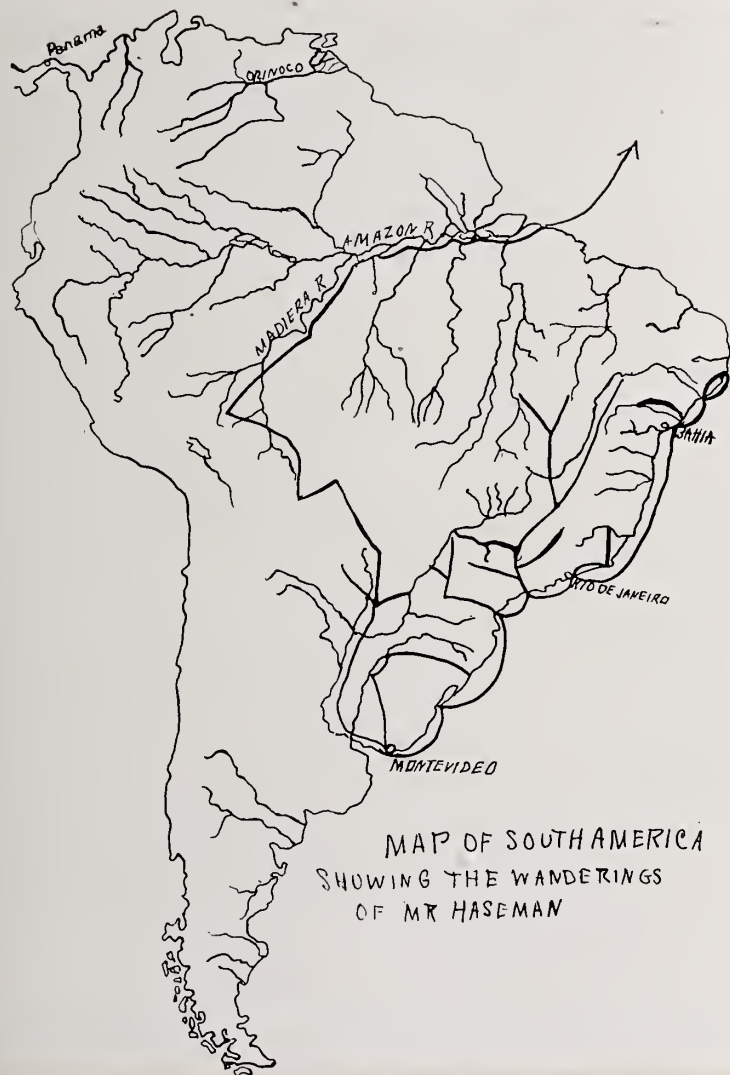 Panama
ORINOCO
AMAZON R
MADIERA R.
BAHIA
RIO DE JANEIRO
MONTEVIDEO
MAP OF SOUTH AMERICA
SHOWING THE WANDERINGS
OF MR HASEMAN